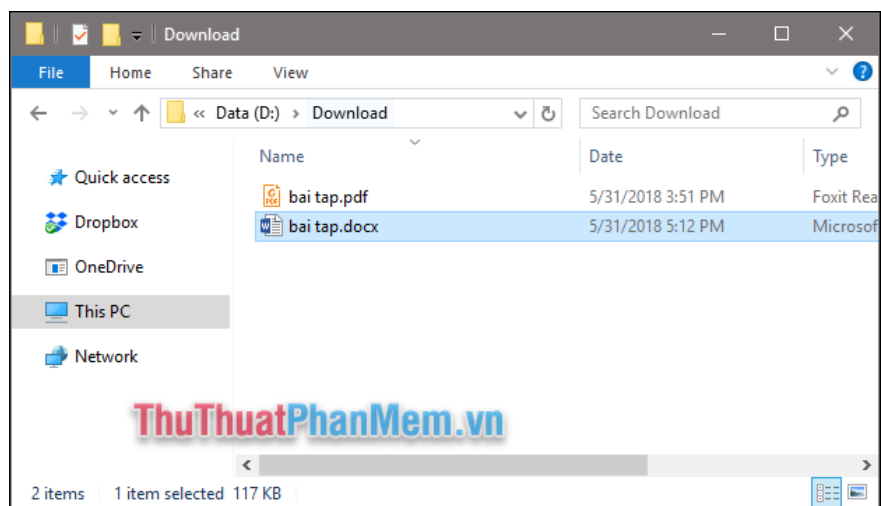 Download
File Home Share View
« Data (D:) > Download
Search Download
Name Date Type
Quick access
bai tap.pdf 5/31/2018 3:51 PM Foxit Rea
Dropbox
bai tap.docx 5/31/2018 5:12 PM Microsof
OneDrive
This PC
Network
ThuThuatPhanMem.vn
2 items 1 item selected 117 KB